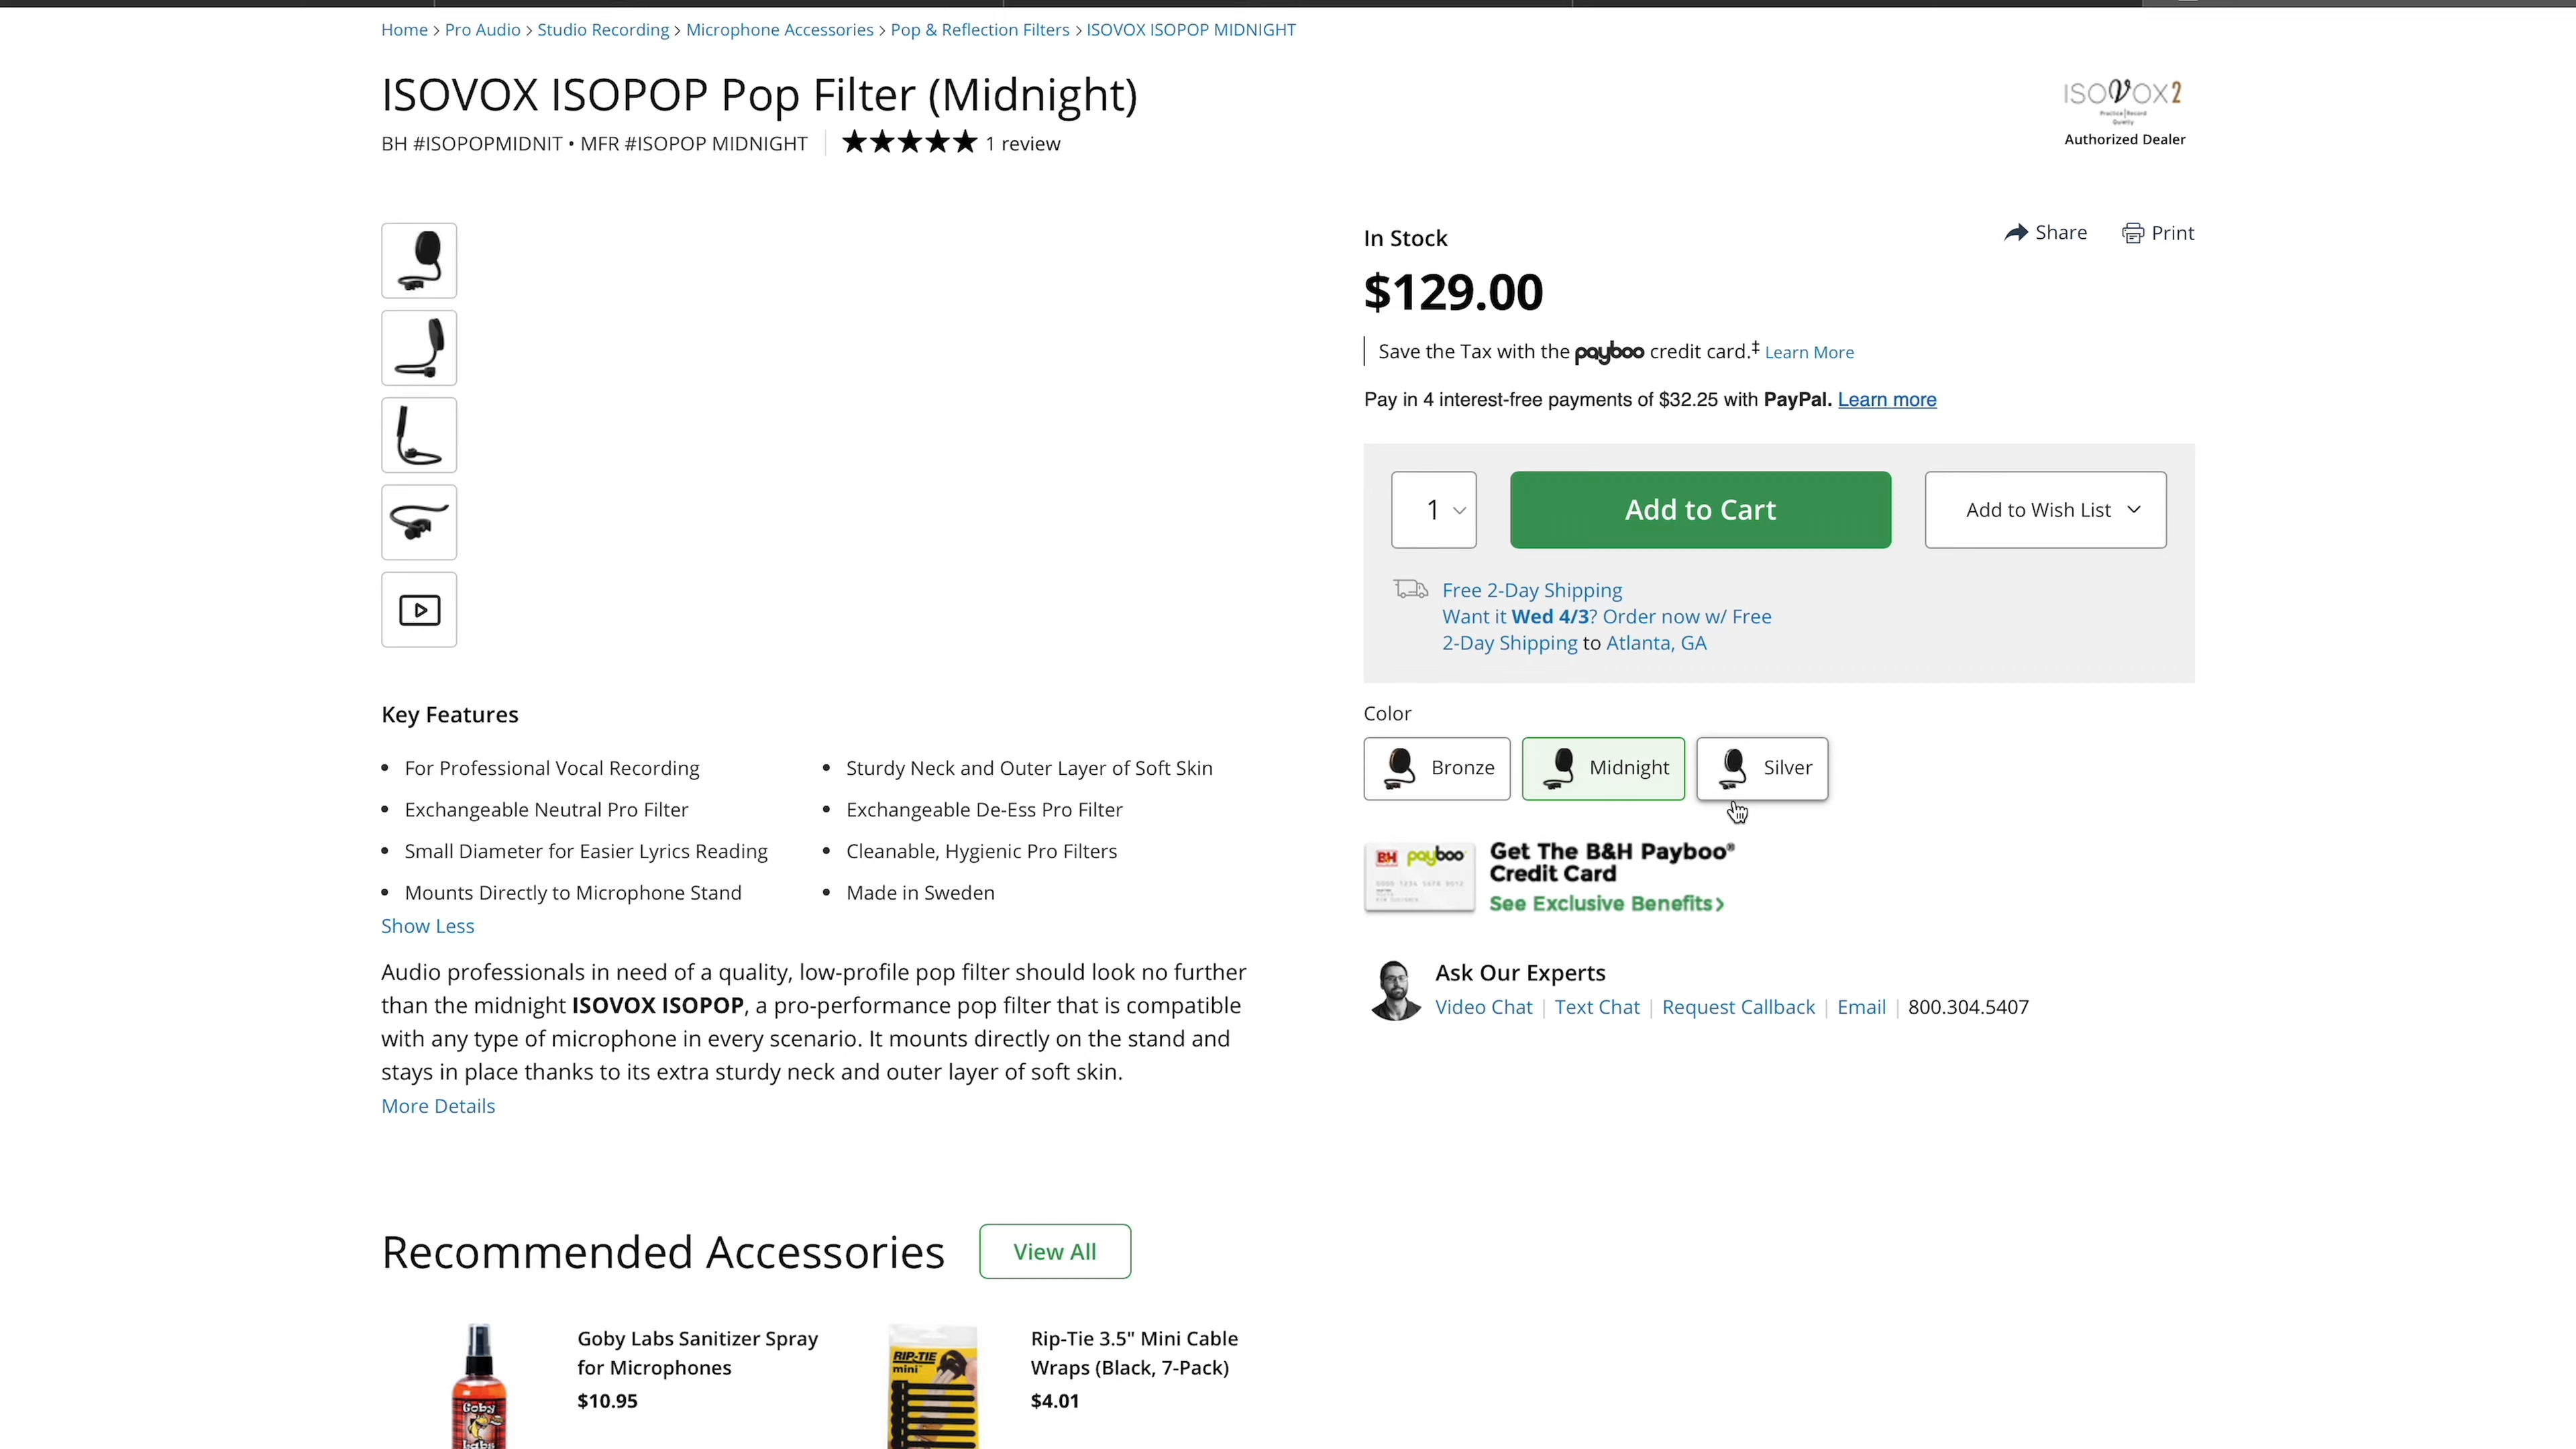 Home > Pro Audio > Studio Recording > Microphone Accessories > Pop & Reflection Filters > ISOVOX ISOPOP MIDNIGHT
ISOVOX ISOPOP Pop Filter (Midnight)
BH #ISOPOPMIDNIT • MFR #ISOPOP MIDNIGHT
1 review
ISOVOX2
Practice | Record
Quietly
Authorized Dealer
In Stock
Share
Print
$129.00
Save the Tax with the payboo credit card.‡ Learn More
Pay in 4 interest-free payments of $32.25 with PayPal. Learn more
1
Add to Cart
Add to Wish List
Free 2-Day Shipping
Want it Wed 4/3? Order now w/ Free
2-Day Shipping to Atlanta, GA
Color
Bronze
Midnight
Silver
B&H payboo
Get The B&H Payboo®
Credit Card
See Exclusive Benefits>
Ask Our Experts
Video Chat | Text Chat | Request Callback | Email | 800.304.5407
Key Features
• For Professional Vocal Recording
• Exchangeable Neutral Pro Filter
• Small Diameter for Easier Lyrics Reading
• Mounts Directly to Microphone Stand
• Sturdy Neck and Outer Layer of Soft Skin
• Exchangeable De-Ess Pro Filter
• Cleanable, Hygienic Pro Filters
• Made in Sweden
Show Less
Audio professionals in need of a quality, low-profile pop filter should look no further
than the midnight ISOVOX ISOPOP, a pro-performance pop filter that is compatible
with any type of microphone in every scenario. It mounts directly on the stand and
stays in place thanks to its extra sturdy neck and outer layer of soft skin.
More Details
Recommended Accessories
View All
Goby
Labs
Goby Labs Sanitizer Spray
for Microphones
$10.95
RIP-TIE
mini
Rip-Tie 3.5" Mini Cable
Wraps (Black, 7-Pack)
$4.01